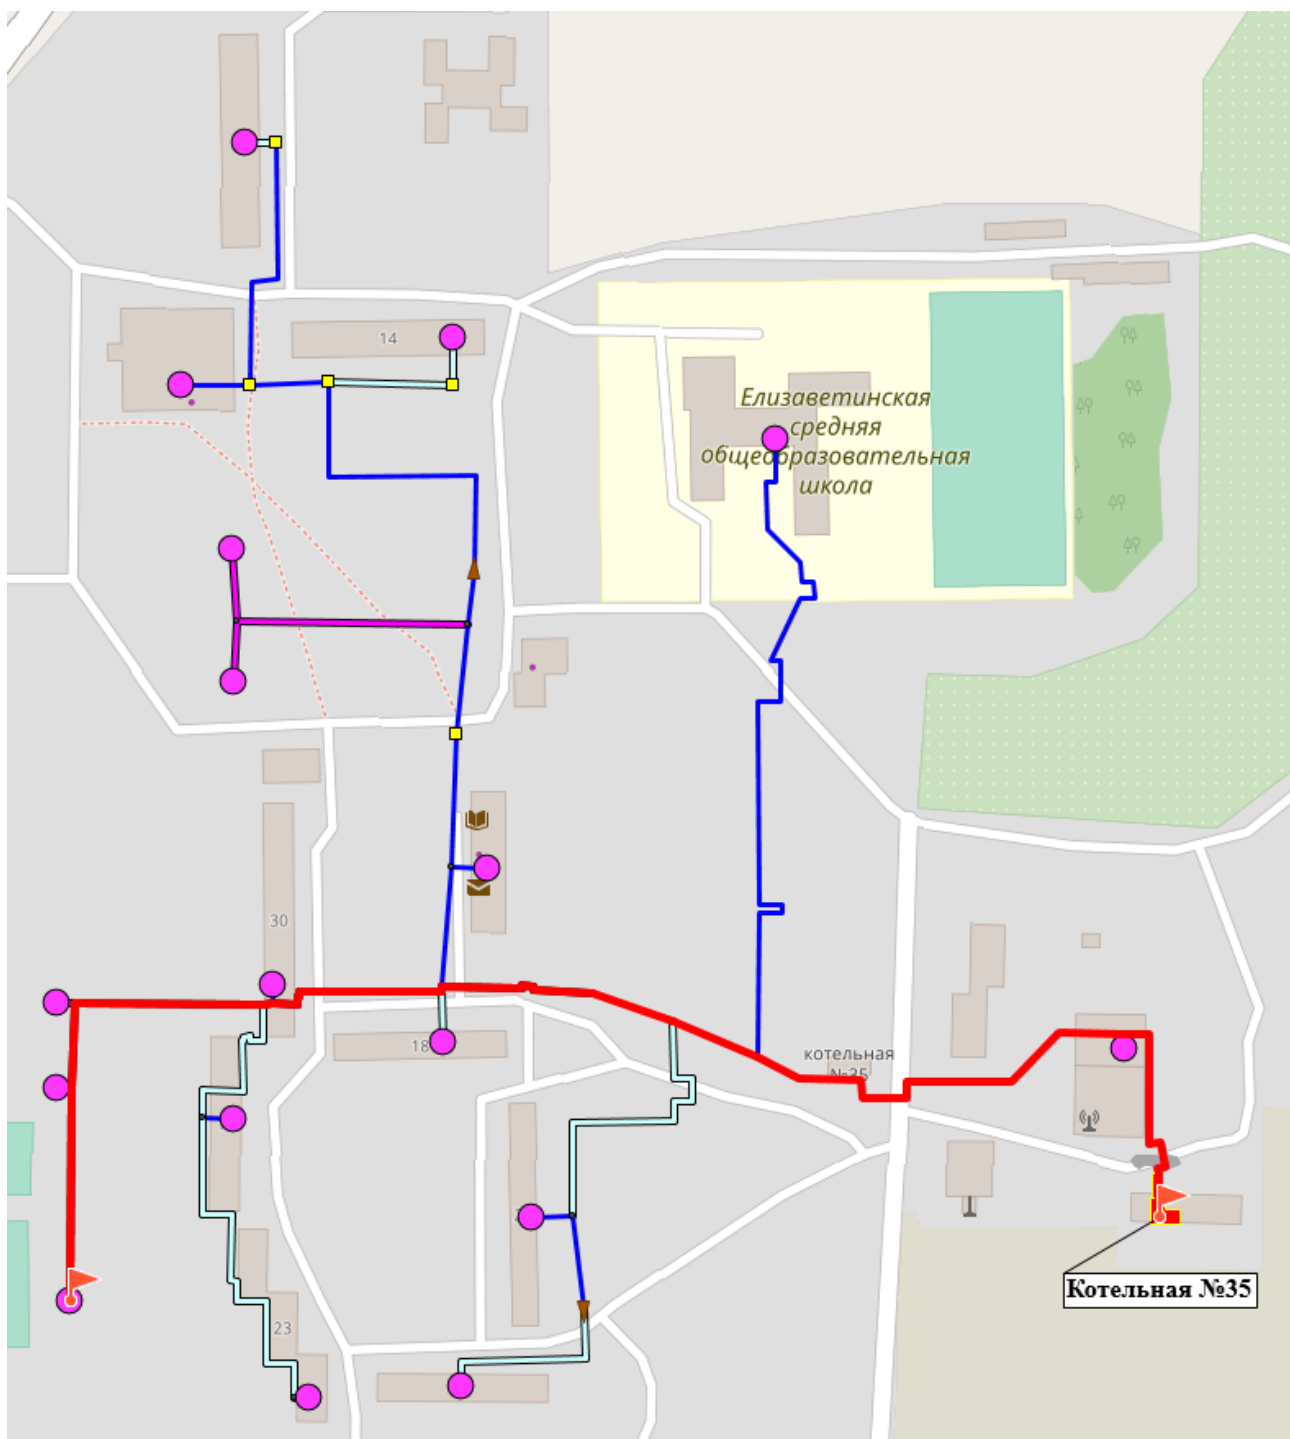 14
Елизаветинская
средняя
общеобразовательная
школа
30
18
котельная
№35
23
Котельная №35